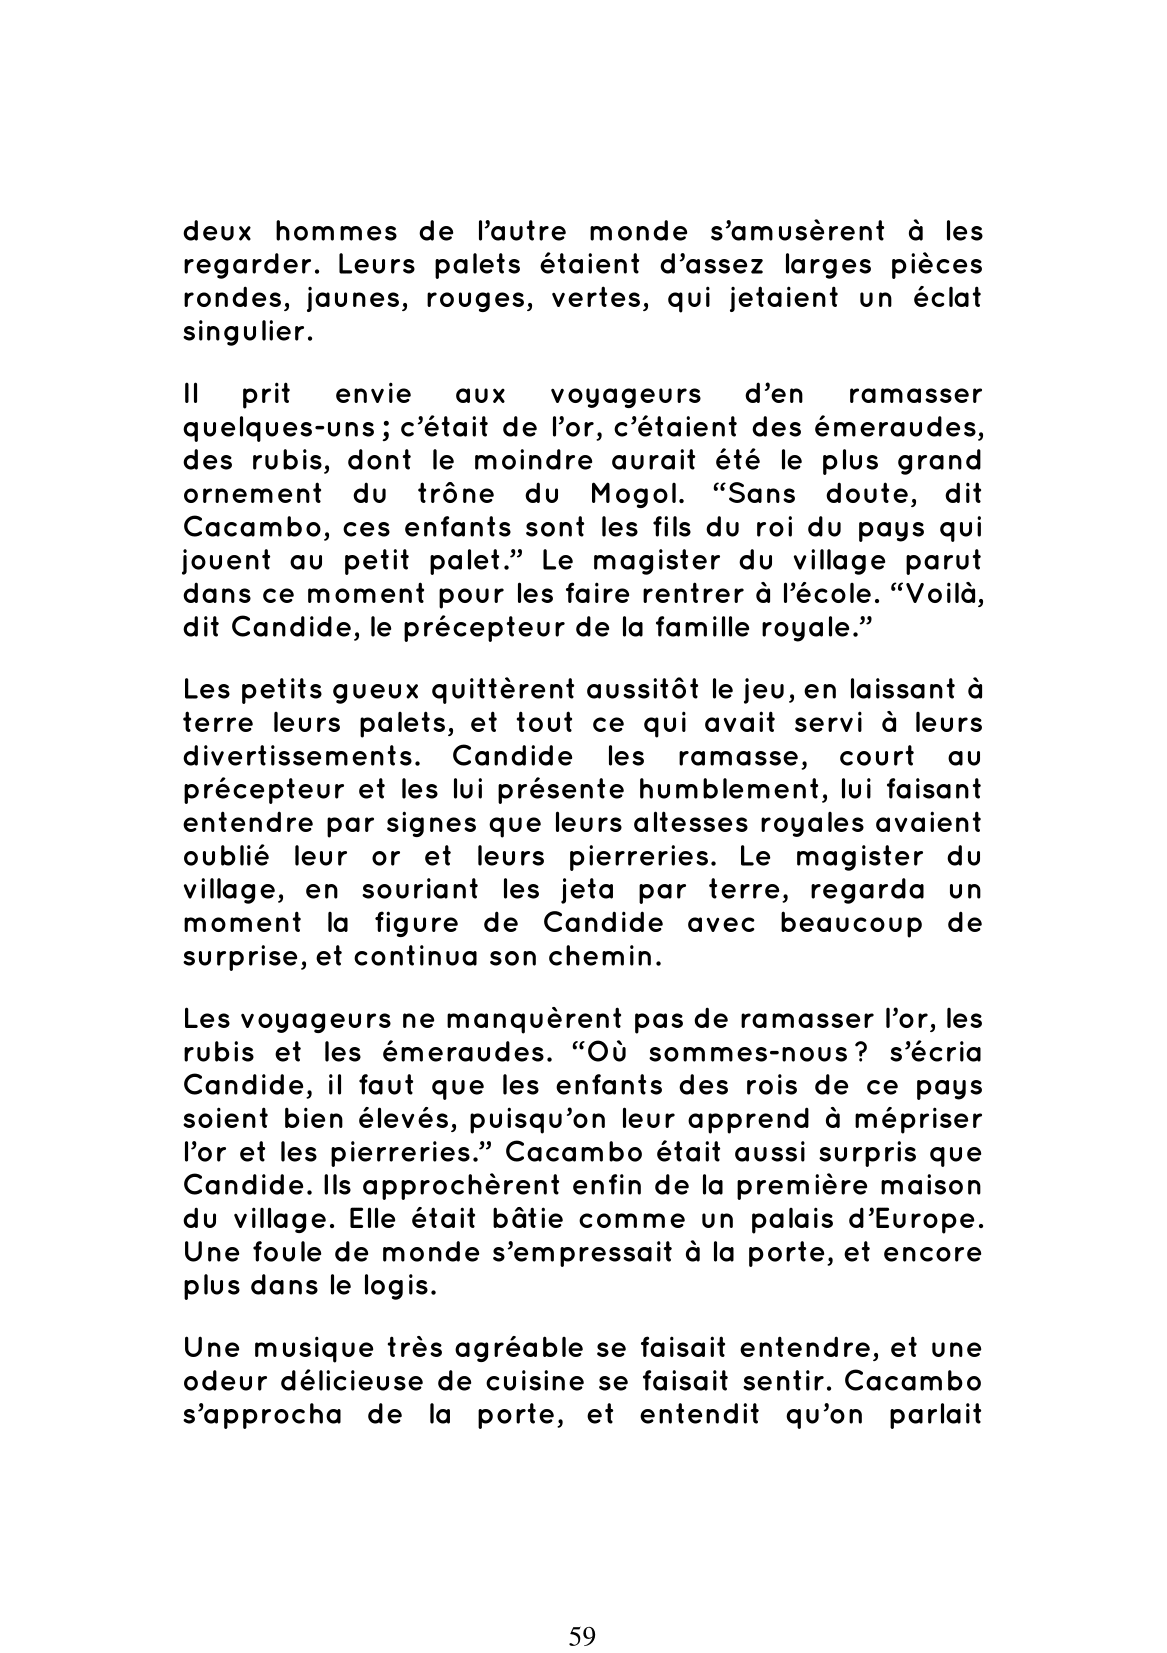 deux hommes de l’autre monde s’amusèrent à les
regarder. Leurs palets étaient d’assez larges pièces
rondes, jaunes, rouges, vertes, qui jetaient un éclat
singulier.
Il prit envie aux voyageurs d’en ramasser
quelques-uns ; c’était de l’or, c’étaient des émeraudes,
des rubis, dont le moindre aurait été le plus grand
ornement du trône du Mogol. “Sans doute, dit
Cacambo, ces enfants sont les fils du roi du pays qui
jouent au petit palet.” Le magister du village parut
dans ce moment pour les faire rentrer à l’école. “Voilà,
dit Candide, le précepteur de la famille royale.”
Les petits gueux quittèrent aussitôt le jeu, en laissant à
terre leurs palets, et tout ce qui avait servi à leurs
divertissements. Candide les ramasse, court au
précepteur et les lui présente humblement, lui faisant
entendre par signes que leurs altesses royales avaient
oublié leur or et leurs pierreries. Le magister du
village, en souriant les jeta par terre, regarda un
moment la figure de Candide avec beaucoup de
surprise, et continua son chemin.
Les voyageurs ne manquèrent pas de ramasser l’or, les
rubis et les émeraudes. “Où sommes-nous ? s’écria
Candide, il faut que les enfants des rois de ce pays
soient bien élevés, puisqu’on leur apprend à mépriser
l’or et les pierreries.” Cacambo était aussi surpris que
Candide. Ils approchèrent enfin de la première maison
du village. Elle était bâtie comme un palais d’Europe.
Une foule de monde s’empressait à la porte, et encore
plus dans le logis.
Une musique très agréable se faisait entendre, et une
odeur délicieuse de cuisine se faisait sentir. Cacambo
s’approcha de la porte, et entendit qu’on parlait
59